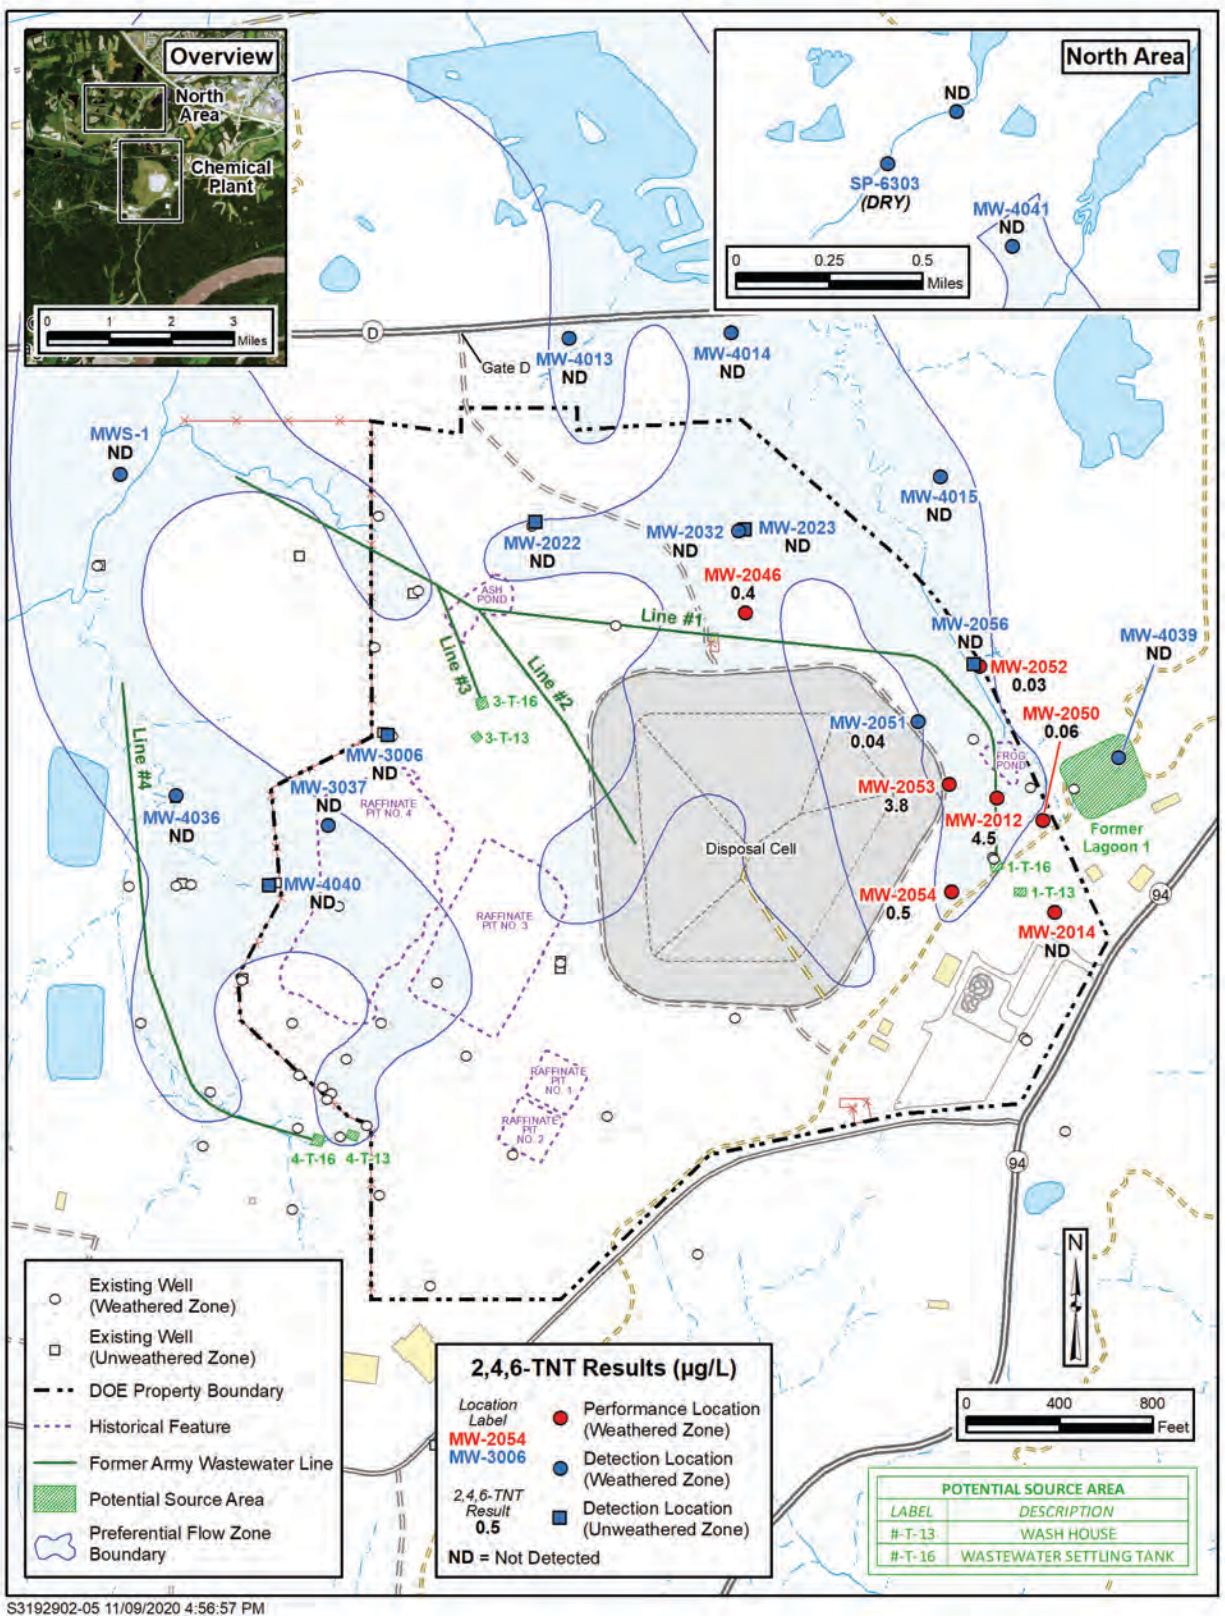 Overview
North
Area
Chemical
Plant
0 1 2 3
Miles
North Area
ND
SP-6303
(DRY)
MW-4041
ND
0 0.25 0.5
Miles
D
Gate D
MW-4013
ND
MW-4014
ND
MWS-1
ND
MW-4015
ND
MW-2022
ND
MW-2032
ND
MW-2023
ND
MW-2046
0.4
ASH
POND
Line #1
Line #2
Line #3
3-T-16
3-T-13
MW-2056
ND
MW-4039
ND
MW-2052
0.03
MW-2050
0.06
MW-2051
0.04
FROG
POND
Line #4
MW-3006
ND
MW-3037
ND
RAFFINATE
PIT NO. 4
MW-4036
ND
MW-2053
3.8
MW-2012
4.5
Former
Lagoon 1
Disposal Cell
1-T-16
1-T-13
MW-4040
ND
MW-2054
0.5
94
RAFFINATE
PIT NO. 3
MW-2014
ND
RAFFINATE
PIT
NO. 1
RAFFINATE
PIT
NO. 2
4-T-16 4-T-13
94
N
Existing Well
(Weathered Zone)
Existing Well
(Unweathered Zone)
DOE Property Boundary
Historical Feature
Former Army Wastewater Line
Potential Source Area
Preferential Flow Zone
Boundary
2,4,6-TNT Results (µg/L)
Location
Label
MW-2054
MW-3006
2,4,6-TNT
Result
0.5
ND = Not Detected
Performance Location
(Weathered Zone)
Detection Location
(Weathered Zone)
Detection Location
(Unweathered Zone)
0 400 800
Feet
POTENTIAL SOURCE AREA
LABEL DESCRIPTION
#-T-13 WASH HOUSE
#-T-16 WASTEWATER SETTLING TANK
S3192902-05 11/09/2020 4:56:57 PM